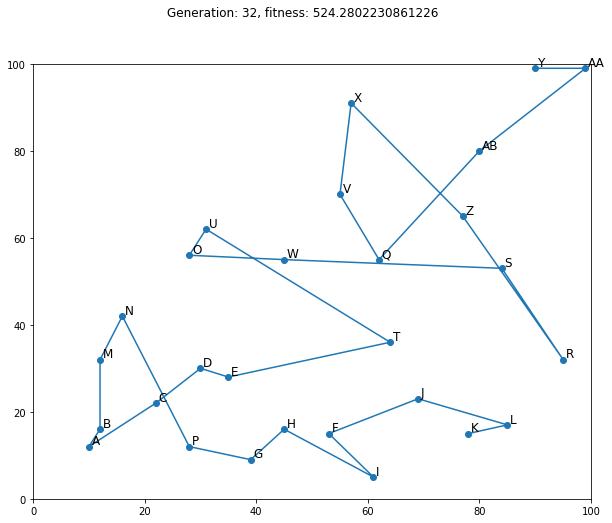 Generation: 32, fitness: 524.2802230861226
100
Y
AA
X
80
AB
V
Z
U
60
O
W
Q
S
40
N
T
M
R
D
E
20
C
J
B
H
F
L
K
A
P
G
I
0
0
20
40
60
80
100